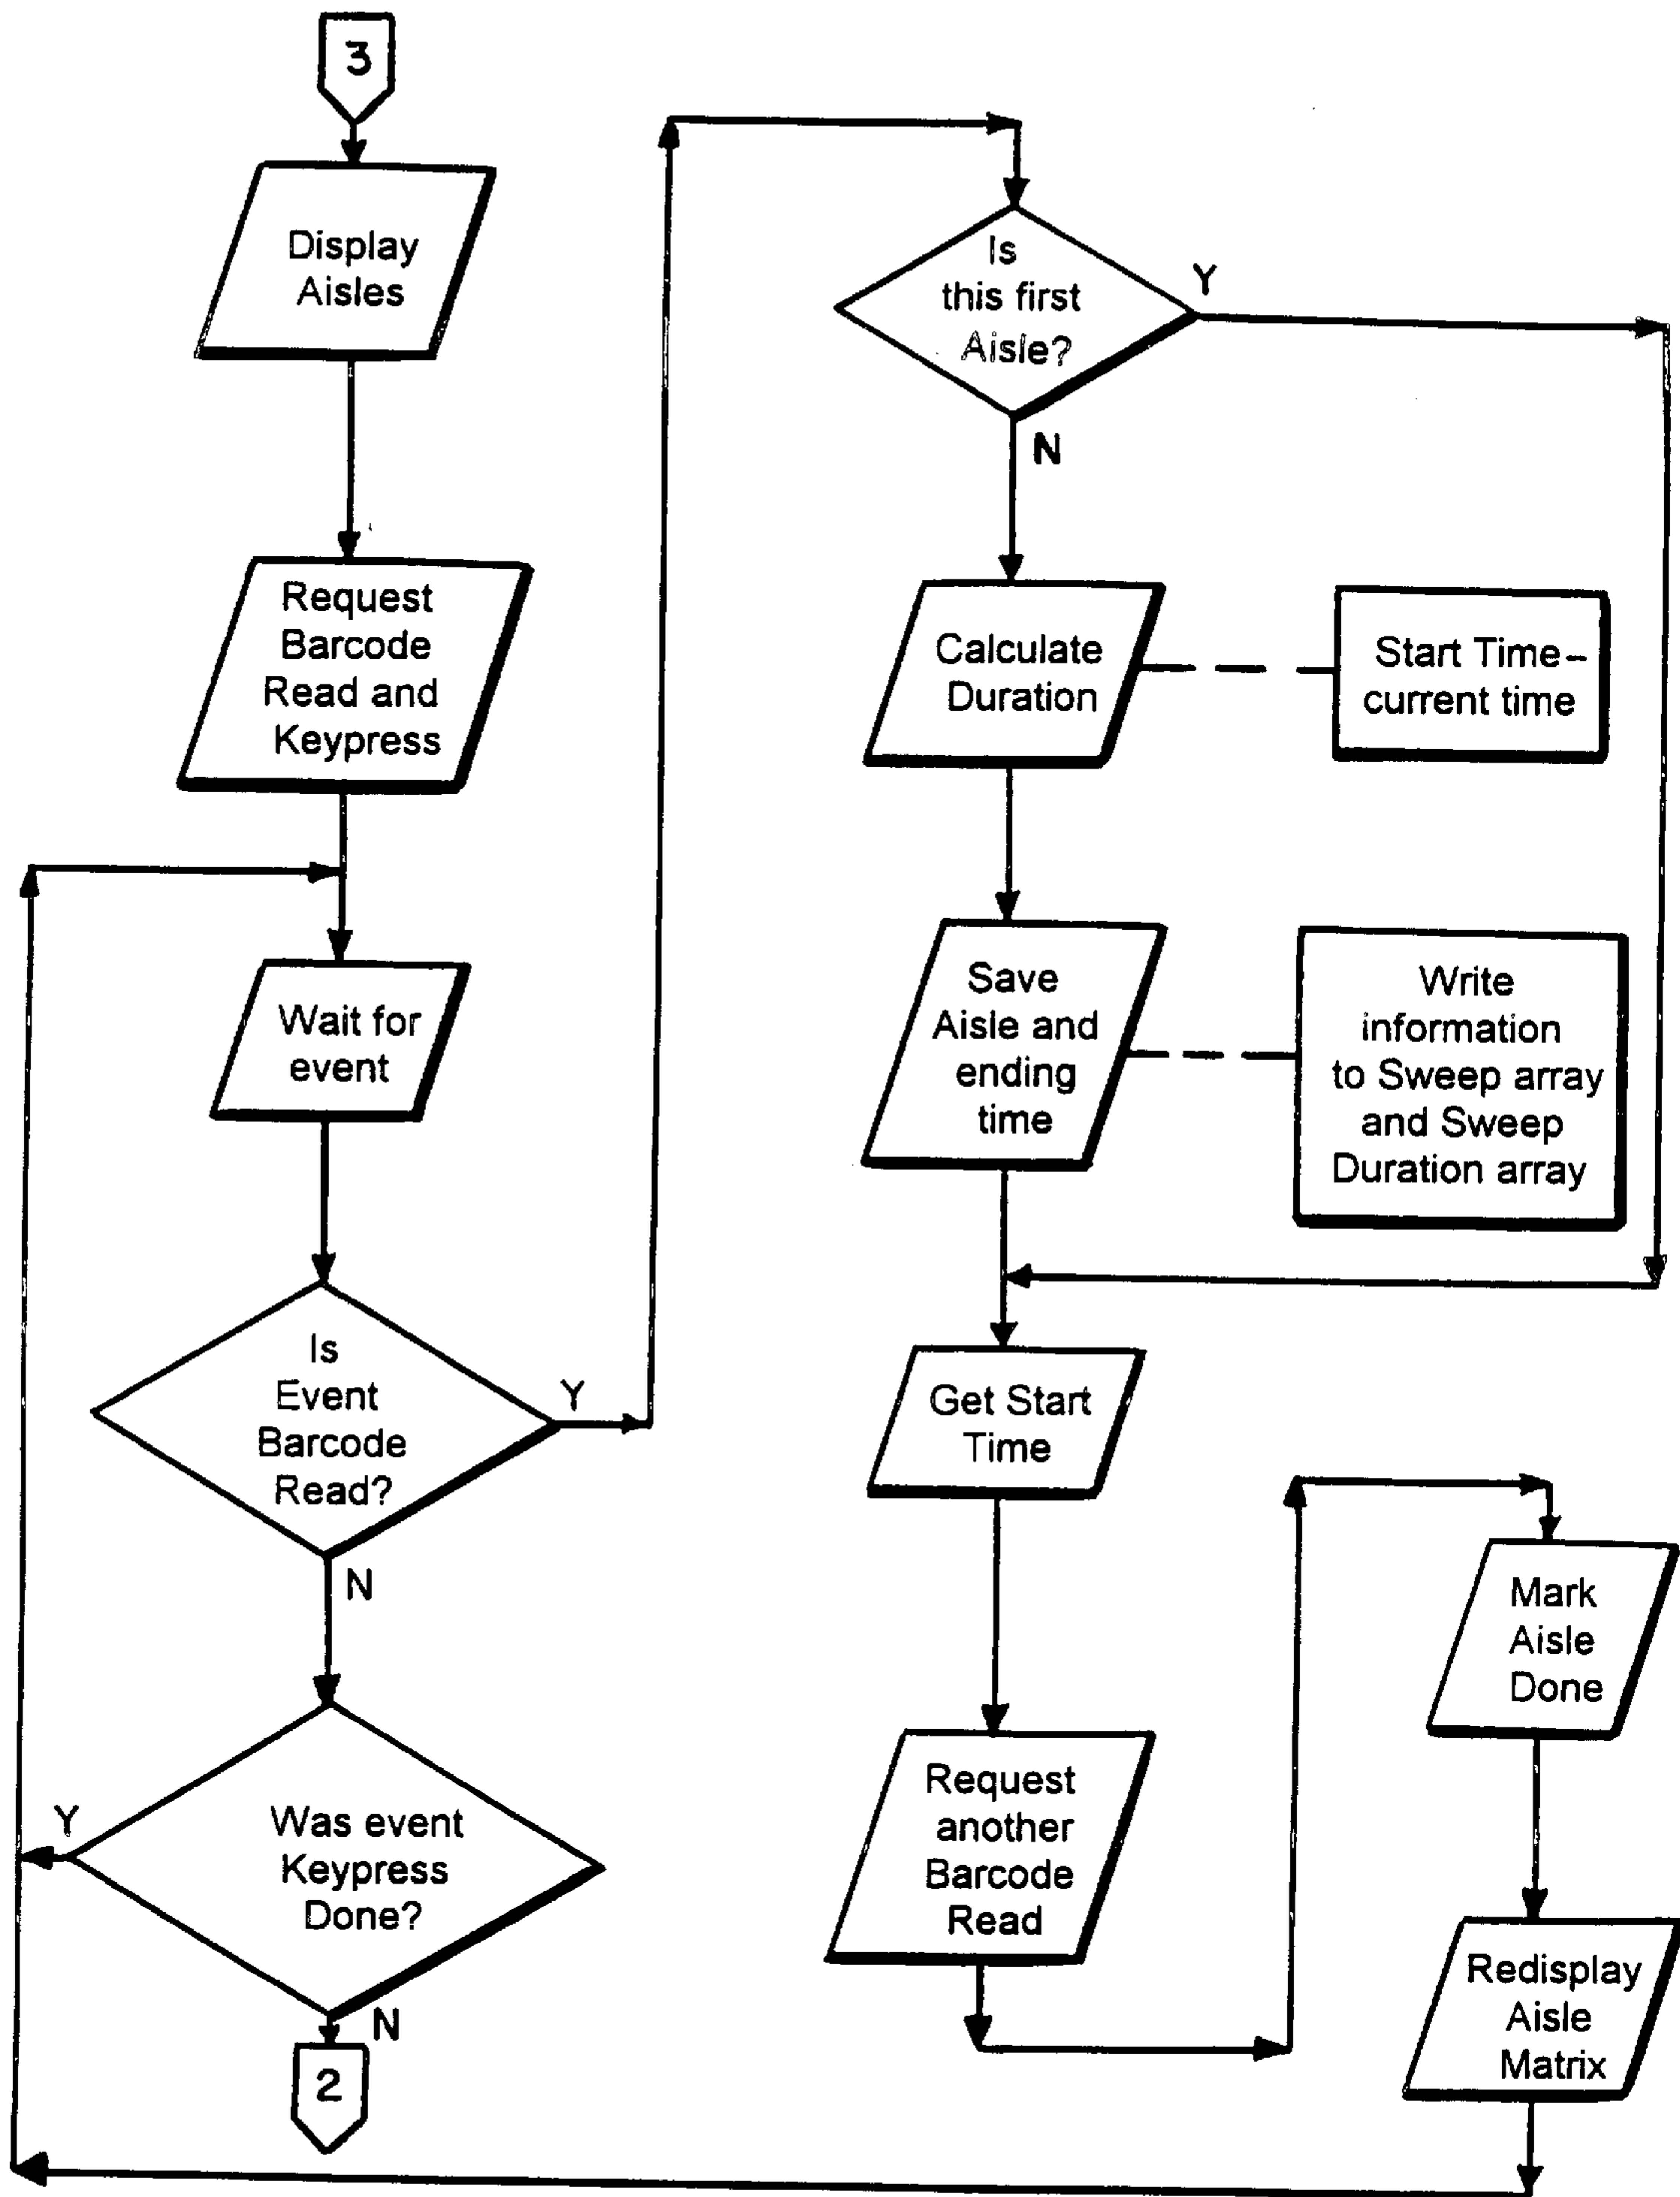 3
Display
Aisles
Request
Barcode
Read and
Keypress
Wait for
event
Is
Event
Barcode
Read?
Y
N
Was event
Keypress
Done?
Y
N
2
Is
this first
Aisle?
Y
N
Calculate
Duration
Start Time –
current time
Save
Aisle and
ending
time
Write
information
to Sweep array
and Sweep
Duration array
Get Start
Time
Request
another
Barcode
Read
Mark
Aisle
Done
Redisplay
Aisle
Matrix